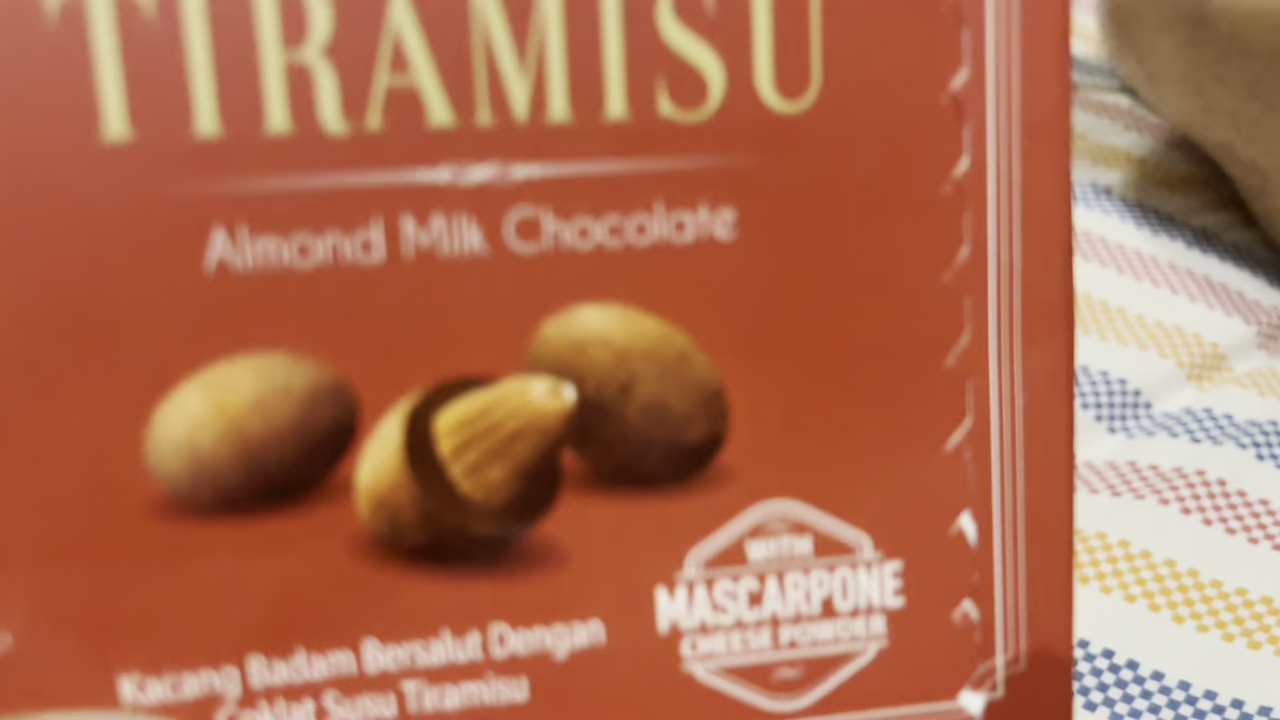 TIRAMISU
Almond Milk Chocolate
WITH
MASCARPONE
CHEESE POWDER
Kacang Badam Bersalut Dengan
Coklat Susu Tiramisu